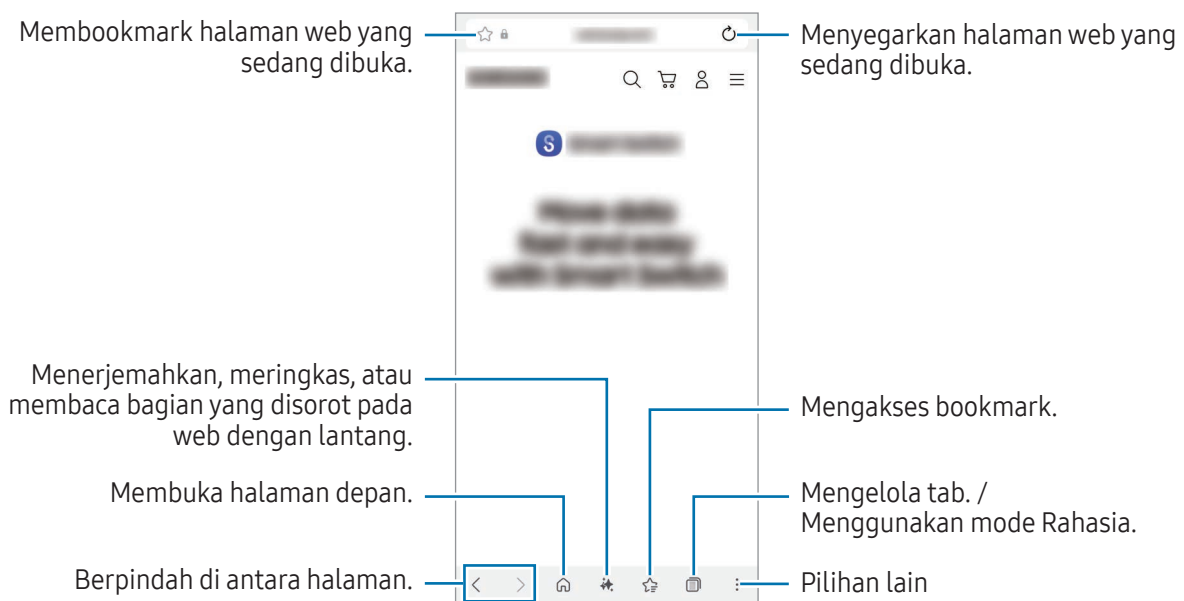 Membookmark halaman web yang
sedang dibuka.
Menyegarkan halaman web yang
sedang dibuka.
S
Menerjemahkan, meringkas, atau
membaca bagian yang disorot pada
web dengan lantang.
Mengakses bookmark.
Membuka halaman depan.
Mengelola tab. /
Menggunakan mode Rahasia.
Berpindah di antara halaman.
Pilihan lain